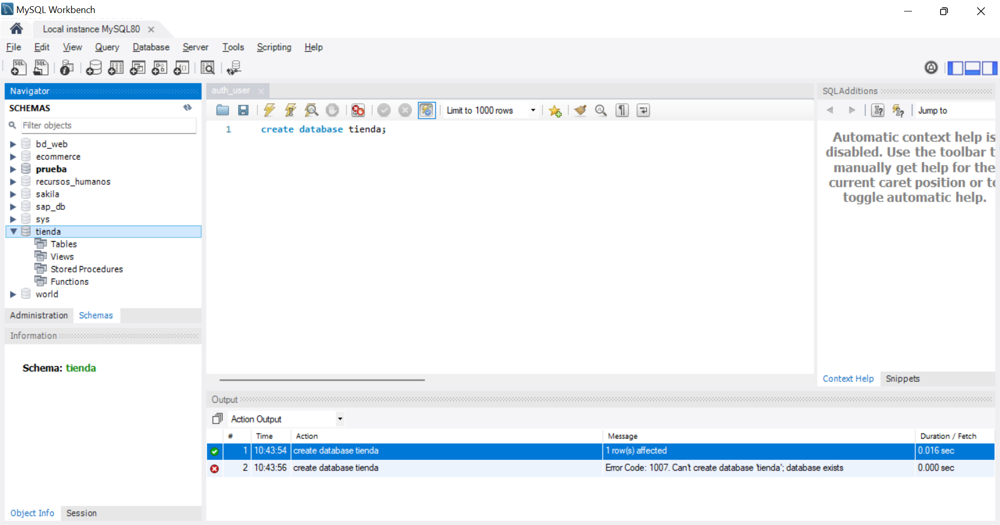 MySQL Workbench
Local instance MySQL80
File Edit View Query Database Server Tools Scripting Help
Navigator
SCHEMAS
Filter objects
bd_web
ecommerce
prueba
recursos_humanos
sakila
sap_db
sys
tienda
Tables
Views
Stored Procedures
Functions
world
Administration Schemas
Information
Schema: tienda
Object Info Session
auth_user
Limit to 1000 rows
1 create database tienda;
SQLAdditions
Jump to
Automatic context help is
disabled. Use the toolbar t
manually get help for the
current caret position or to
toggle automatic help.
Context Help Snippets
Output
Action Output
# Time Action Message Duration / Fetch
1 10:43:54 create database tienda 1 row(s) affected 0.016 sec
2 10:43:56 create database tienda Error Code: 1007. Can't create database 'tienda'; database exists 0.000 sec